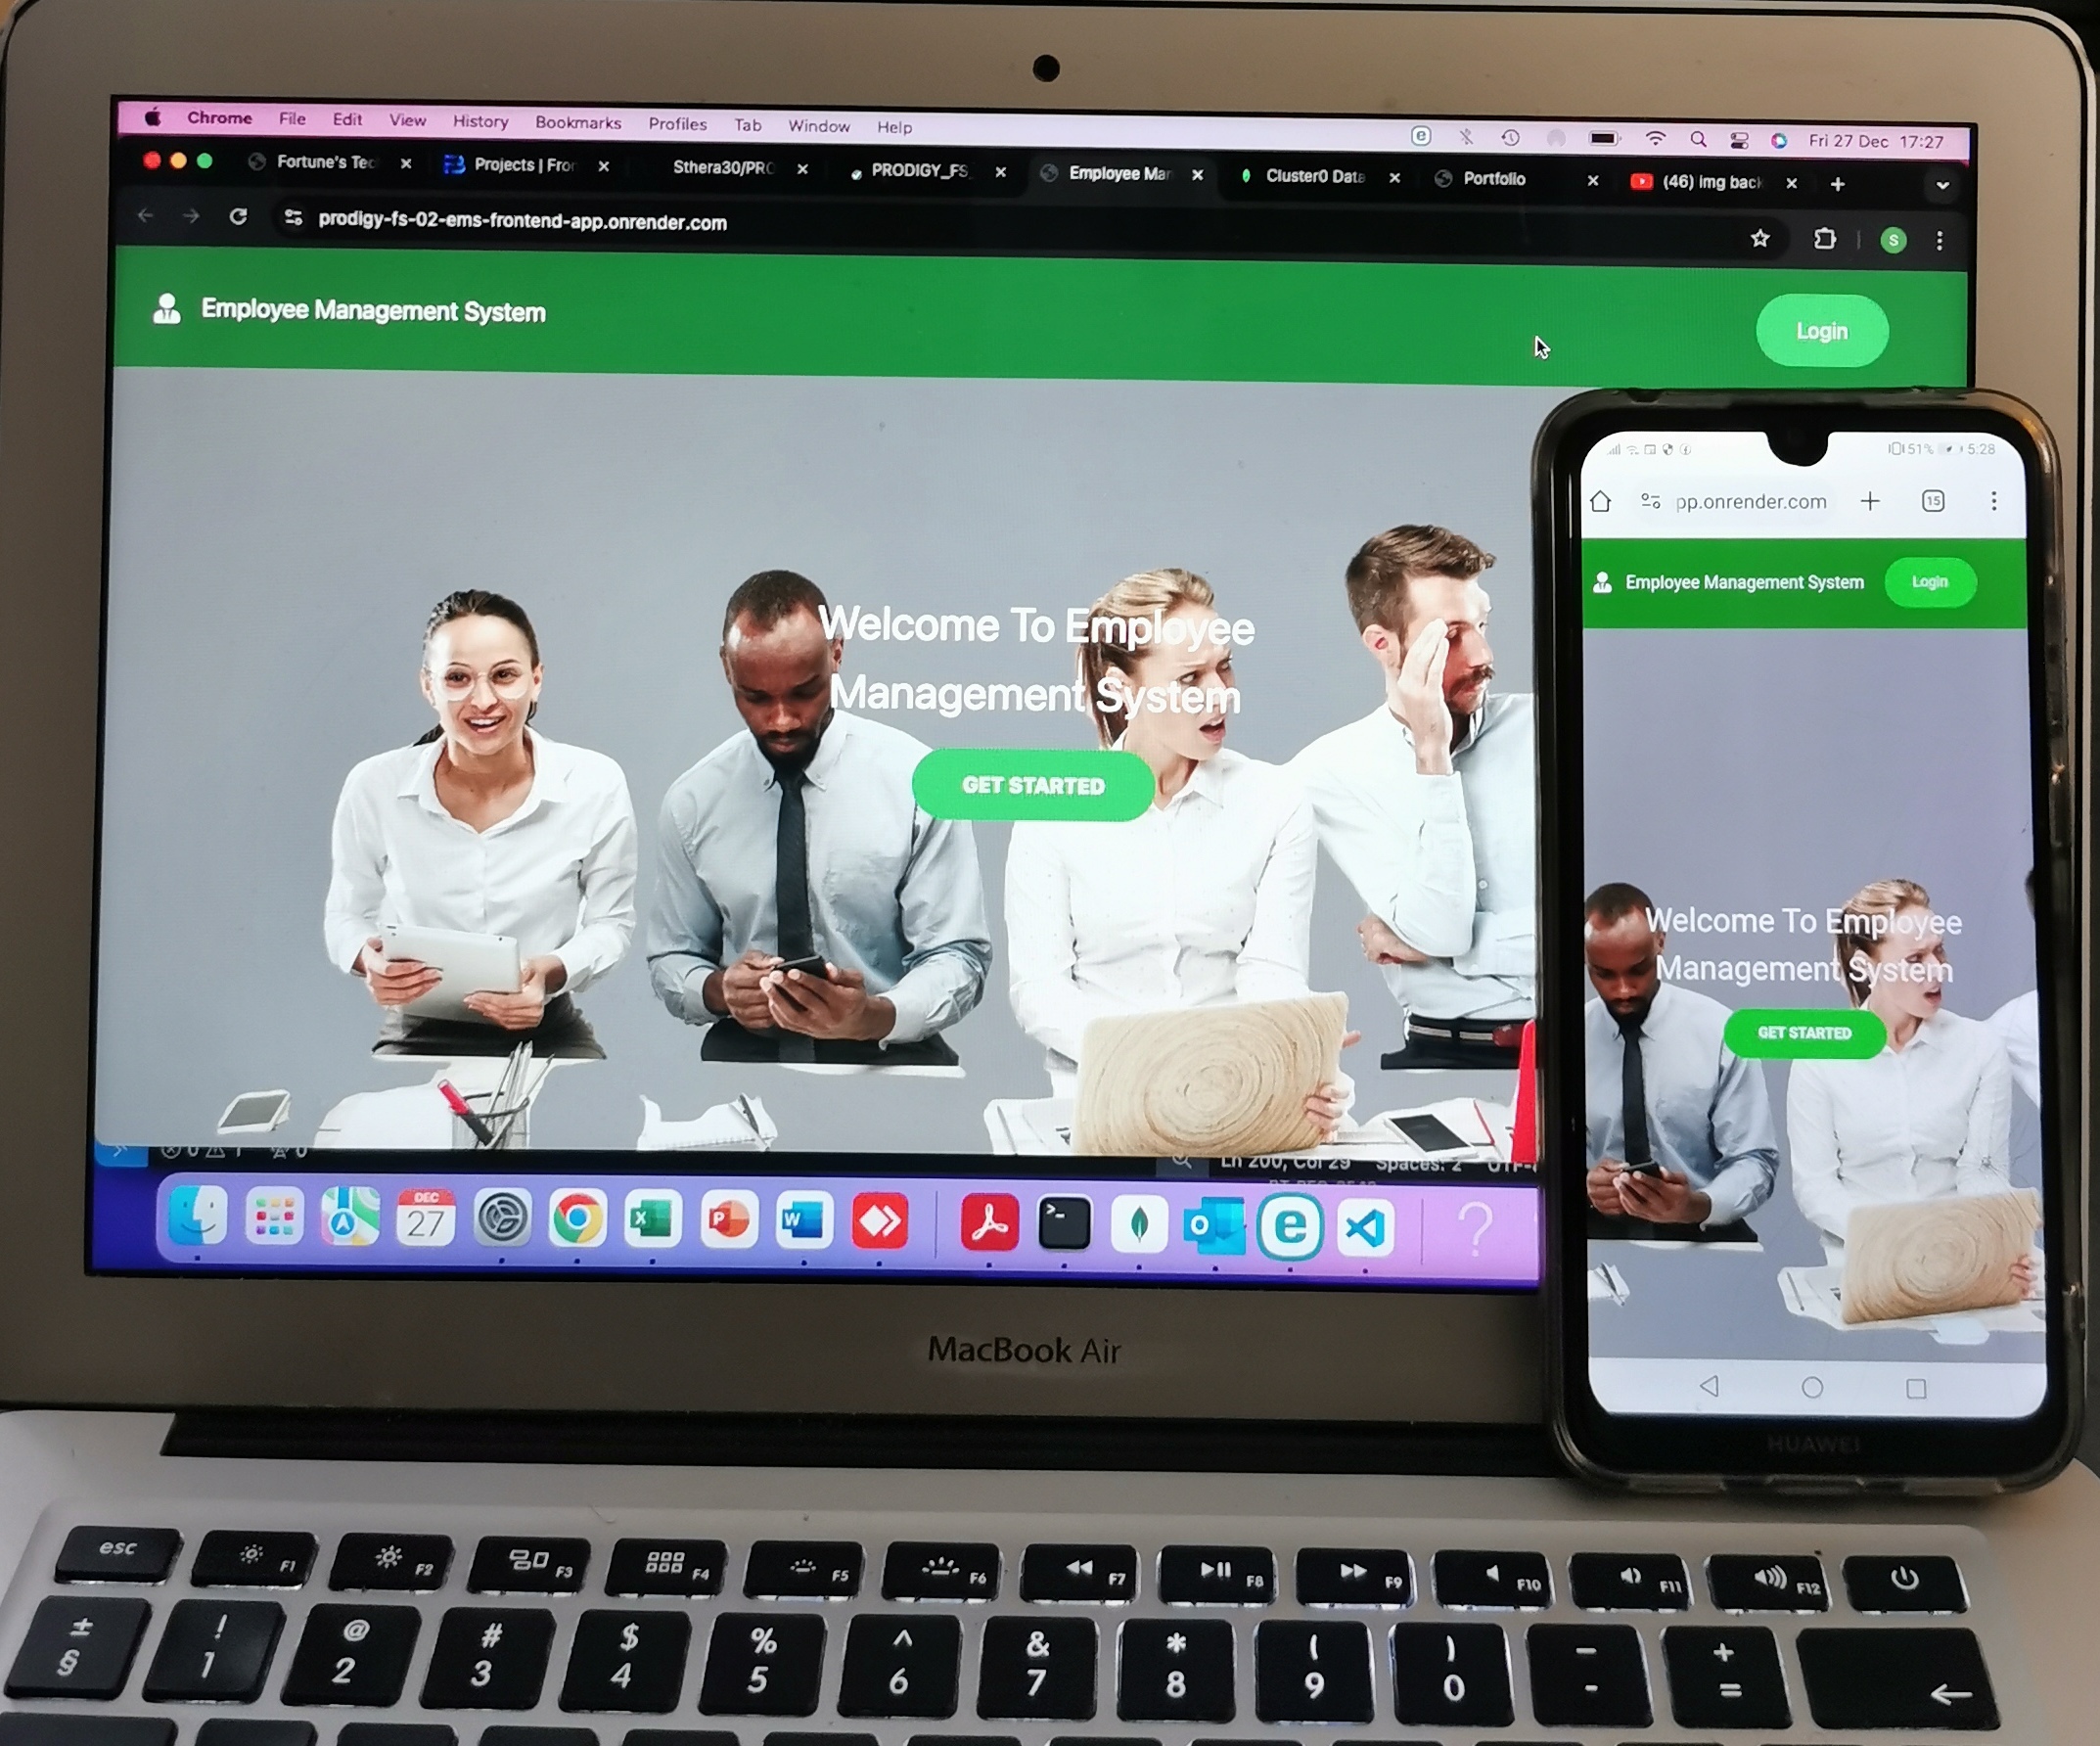 Chrome File Edit View History Bookmarks Profiles Tab Window Help
Fri 27 Dec 17:27
Fortune's Tec
Projects | Fror
Sthera30/PRO
PRODIGY_FS_
Employee Mar
Cluster0 Data
Portfolio
(46) img back
prodigy-fs-02-ems-frontend-app.onrender.com
S
Employee Management System
Login
Welcome To Employee
Management System
GET STARTED
Ln 200, Col 29 Spaces: 2
DEC
27
MacBook Air
51% 5:28
pp.onrender.com
15
Employee Management System
Login
Welcome To Employee
Management System
GET STARTED
HUAWEI
esc F1 F2 F3 F4 F5 F6 F7 F8 F9 F10 F11 F12
± ! @ # $ % ^ & * ( ) – +
§ 1 2 3 4 5 6 7 8 9 0 - =